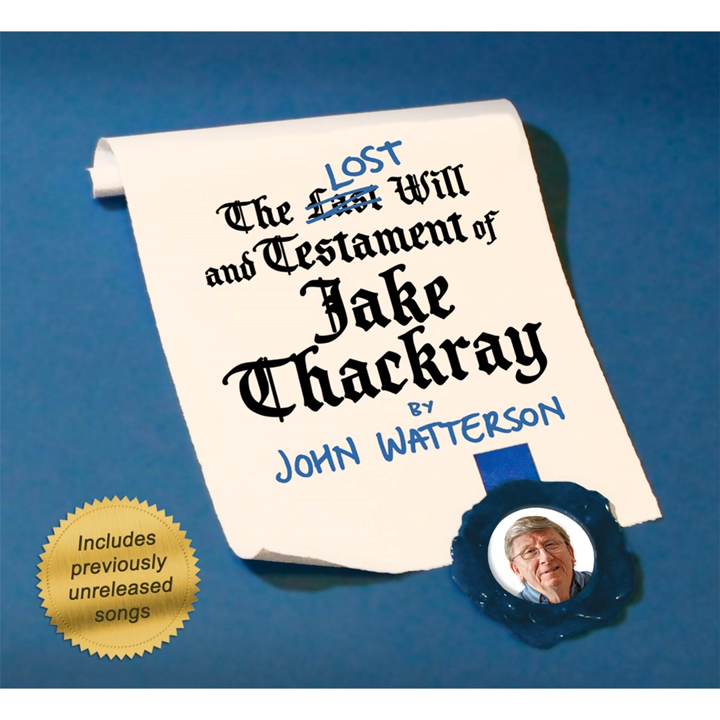 LOST
The Last Will
and Testament of
Jake
Thackray
BY
JOHN WATTERSON
Includes
previously
unreleased
songs